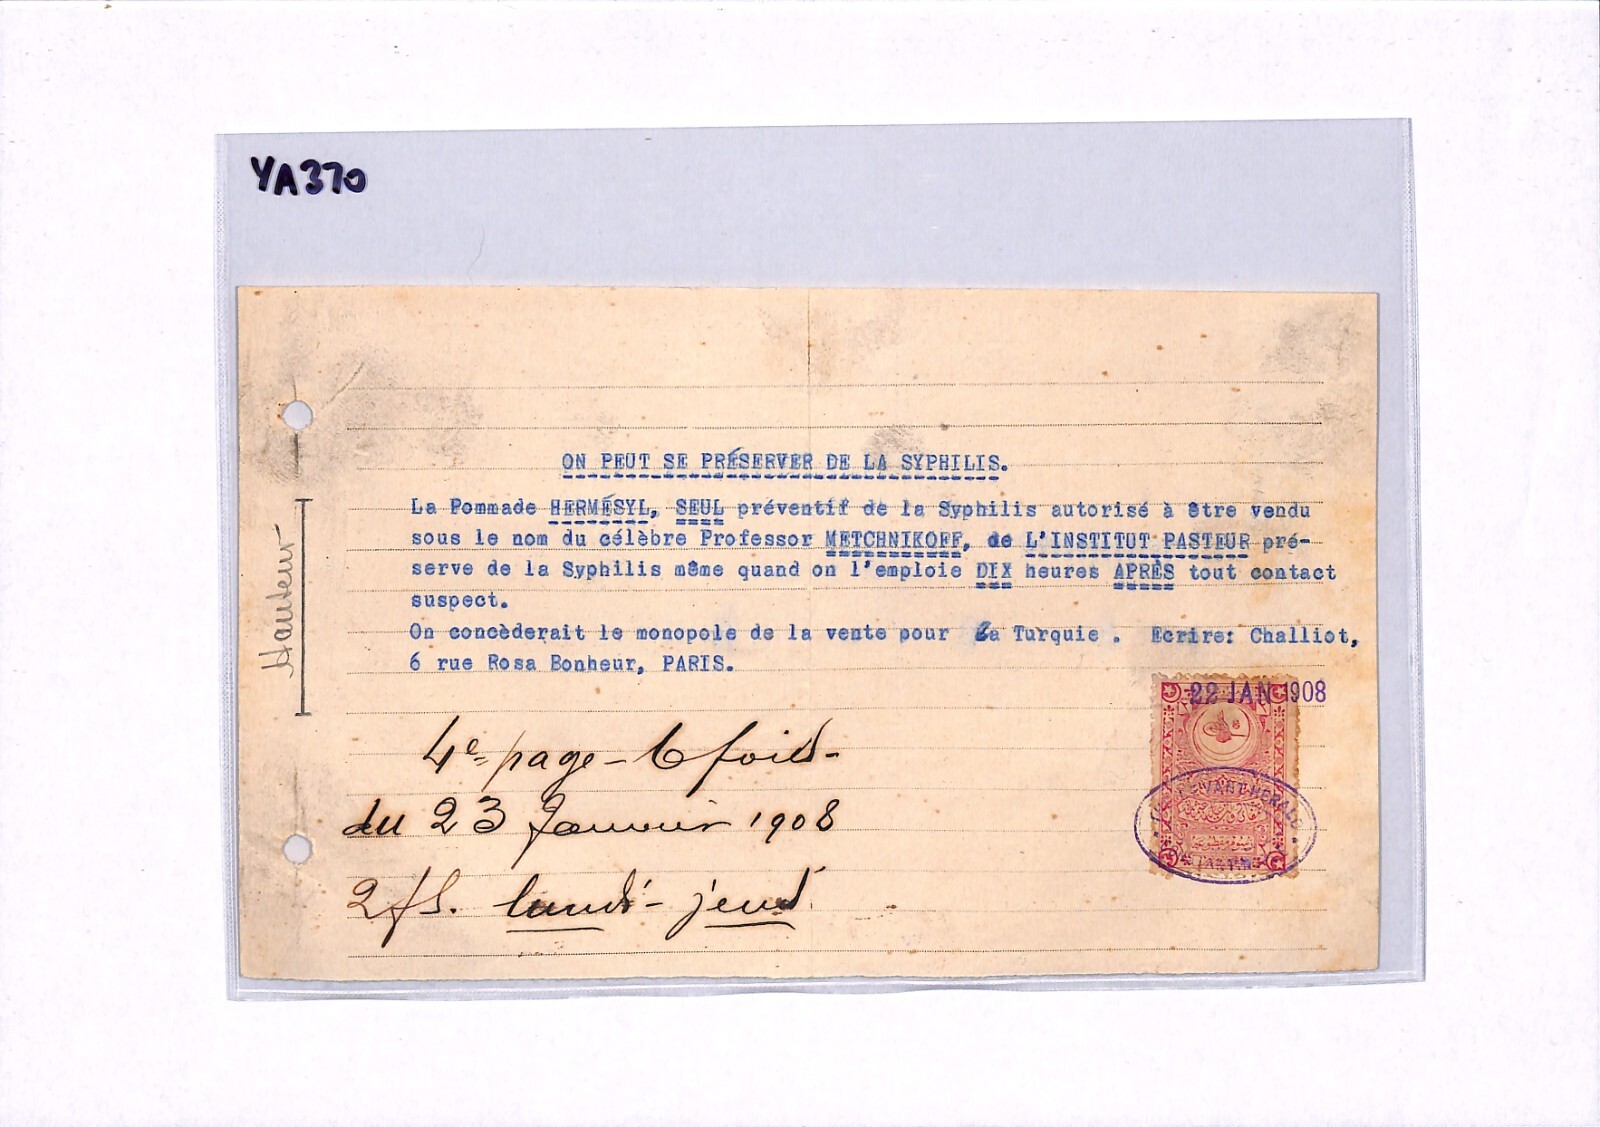 YA370
ON PEUT SE PRÉSERVER DE LA SYPHILIS.
La Pommade HERMÉSYL, SEUL préventif de la Syphilis autorisé à être vendu
sous le nom du célèbre Professor METCHNIKOFF, de L'INSTITUT PASTEUR pré-
serve de la Syphilis même quand on l'emploie DIX heures APRÈS tout contact
suspect.
On concèderait le monopole de la vente pour la Turquie . Ecrire: Challiot,
6 rue Rosa Bonheur, PARIS.
Hauteur
22 JAN 1908
4e page - 6 fois -
du 23 Janvier 1908
2 fs. lundi - jeudi
LEVANT HERALD